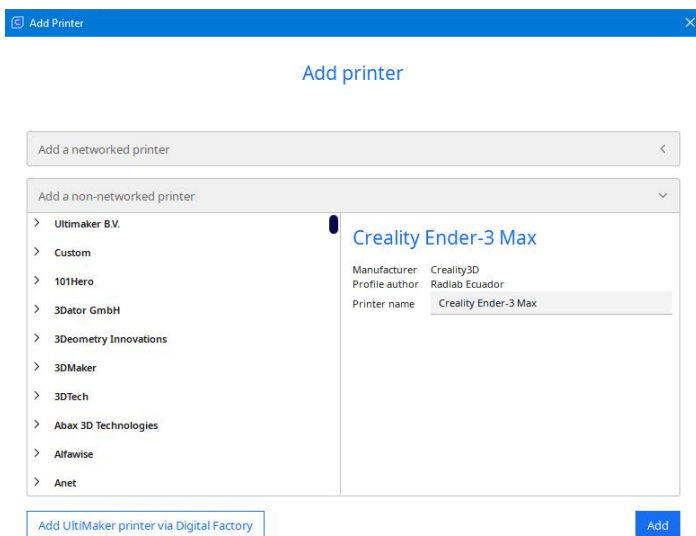 Add Printer
Add printer
Add a networked printer
Add a non-networked printer
Ultimaker B.V.
Custom
101Hero
3Dator GmbH
3Deometry Innovations
3DMaker
3DTech
Abax 3D Technologies
Alfawise
Anet
Creality Ender-3 Max
Manufacturer Creality3D
Profile author Radlab Ecuador
Printer name Creality Ender-3 Max
Add UltiMaker printer via Digital Factory
Add